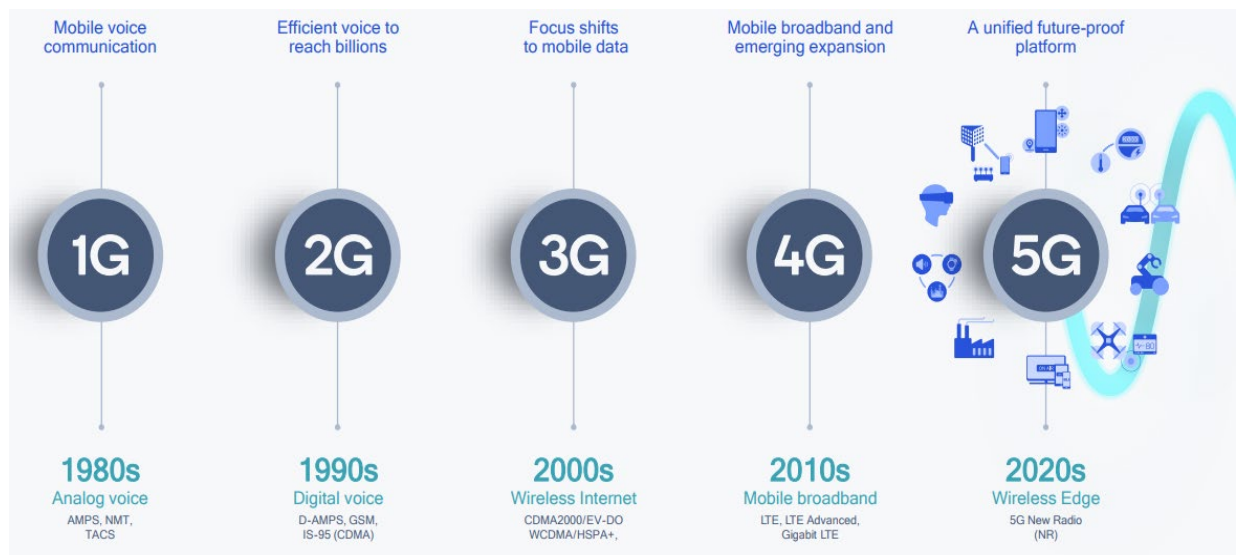 Mobile voice
communication
Efficient voice to
reach billions
Focus shifts
to mobile data
Mobile broadband and
emerging expansion
A unified future-proof
platform
1G
2G
3G
4G
5G
1980s
Analog voice
AMPS, NMT,
TACS
1990s
Digital voice
D-AMPS, GSM,
IS-95 (CDMA)
2000s
Wireless Internet
CDMA2000/EV-DO
WCDMA/HSPA+,
2010s
Mobile broadband
LTE, LTE Advanced,
Gigabit LTE
2020s
Wireless Edge
5G New Radio
(NR)
80